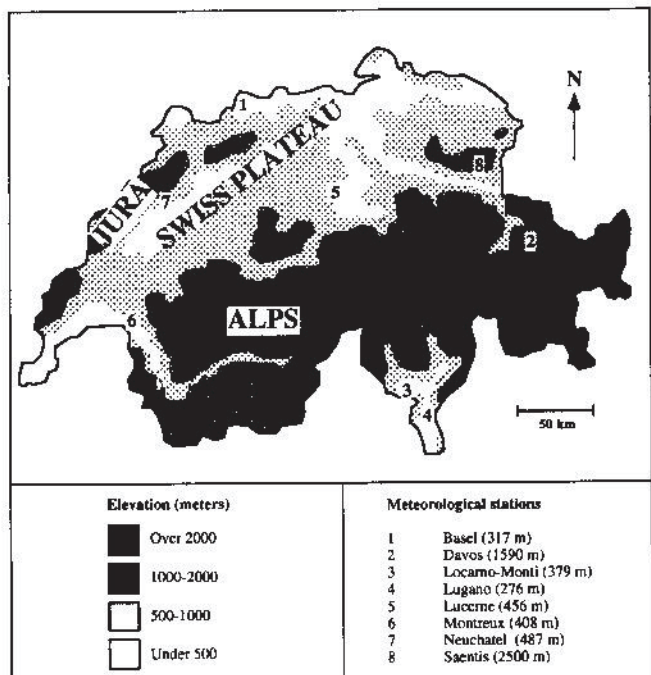 N
1
JURA
SWISS PLATEAU
7
5
8
2
6
ALPS
3
4
50 km
Elevation (meters)
Over 2000
1000-2000
500-1000
Under 500
Meteorological stations
1 Basel (317 m)
2 Davos (1590 m)
3 Locarno-Monti (379 m)
4 Lugano (276 m)
5 Lucerne (456 m)
6 Montreux (408 m)
7 Neuchatel (487 m)
8 Saentis (2500 m)